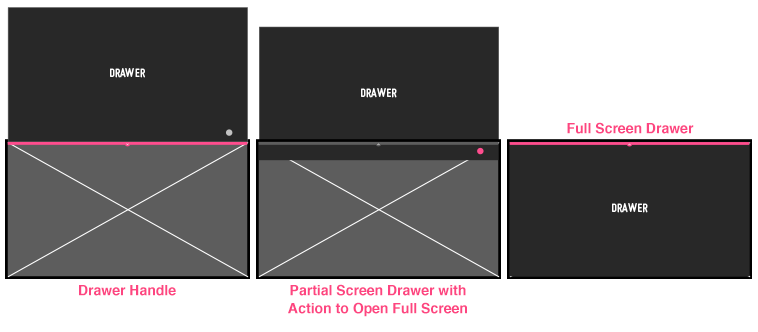 DRAWER
DRAWER
Full Screen Drawer
DRAWER
Drawer Handle
Partial Screen Drawer with
Action to Open Full Screen